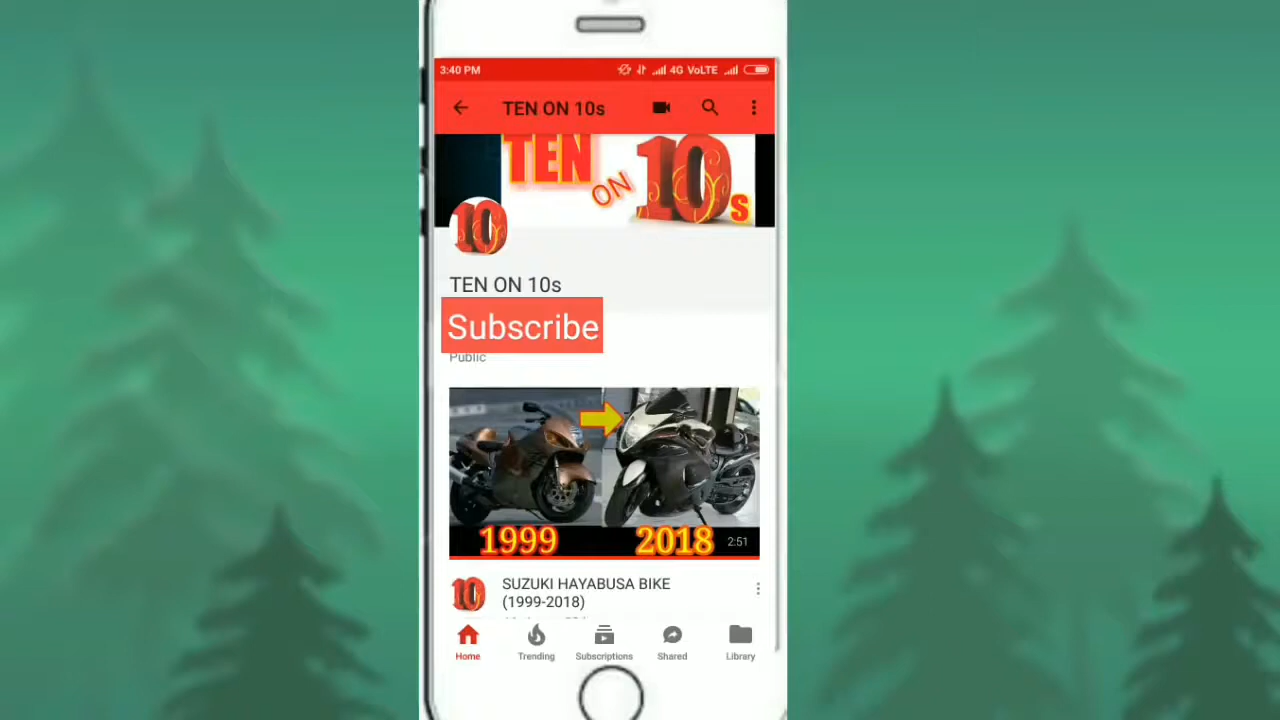 3:40 PM
4G VoLTE
TEN ON 10s
TEN ON 10s
10
TEN ON 10s
Subscribe
Public
1999
2018
2:51
10
SUZUKI HAYABUSA BIKE
(1999-2018)
Home
Trending
Subscriptions
Shared
Library